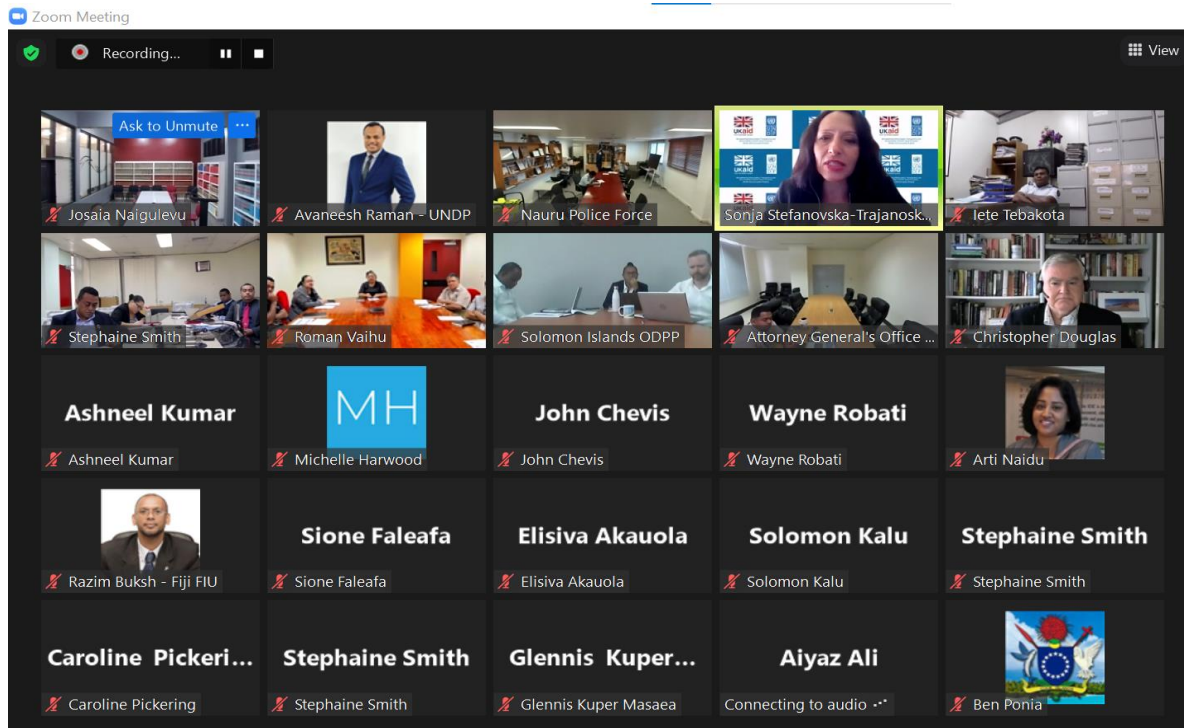 Zoom Meeting
Recording...
View
Ask to Unmute ...
Josaia Naigulevu
Avaneesh Raman - UNDP
Nauru Police Force
ukaid
ukaid
ukaid
ukaid
Sonja Stefanovska-Trajanosk...
Iete Tebakota
Stephaine Smith
Roman Vaihu
Solomon Islands ODPP
Attorney General's Office ...
Christopher Douglas
Ashneel Kumar
Ashneel Kumar
MH
Michelle Harwood
John Chevis
John Chevis
Wayne Robati
Wayne Robati
Arti Naidu
Razim Buksh - Fiji FIU
Sione Faleafa
Sione Faleafa
Elisiva Akauola
Elisiva Akauola
Solomon Kalu
Solomon Kalu
Stephaine Smith
Stephaine Smith
Caroline Pickeri...
Caroline Pickering
Stephaine Smith
Stephaine Smith
Glennis Kuper...
Glennis Kuper Masaea
Aiyaz Ali
Connecting to audio
Ben Ponia